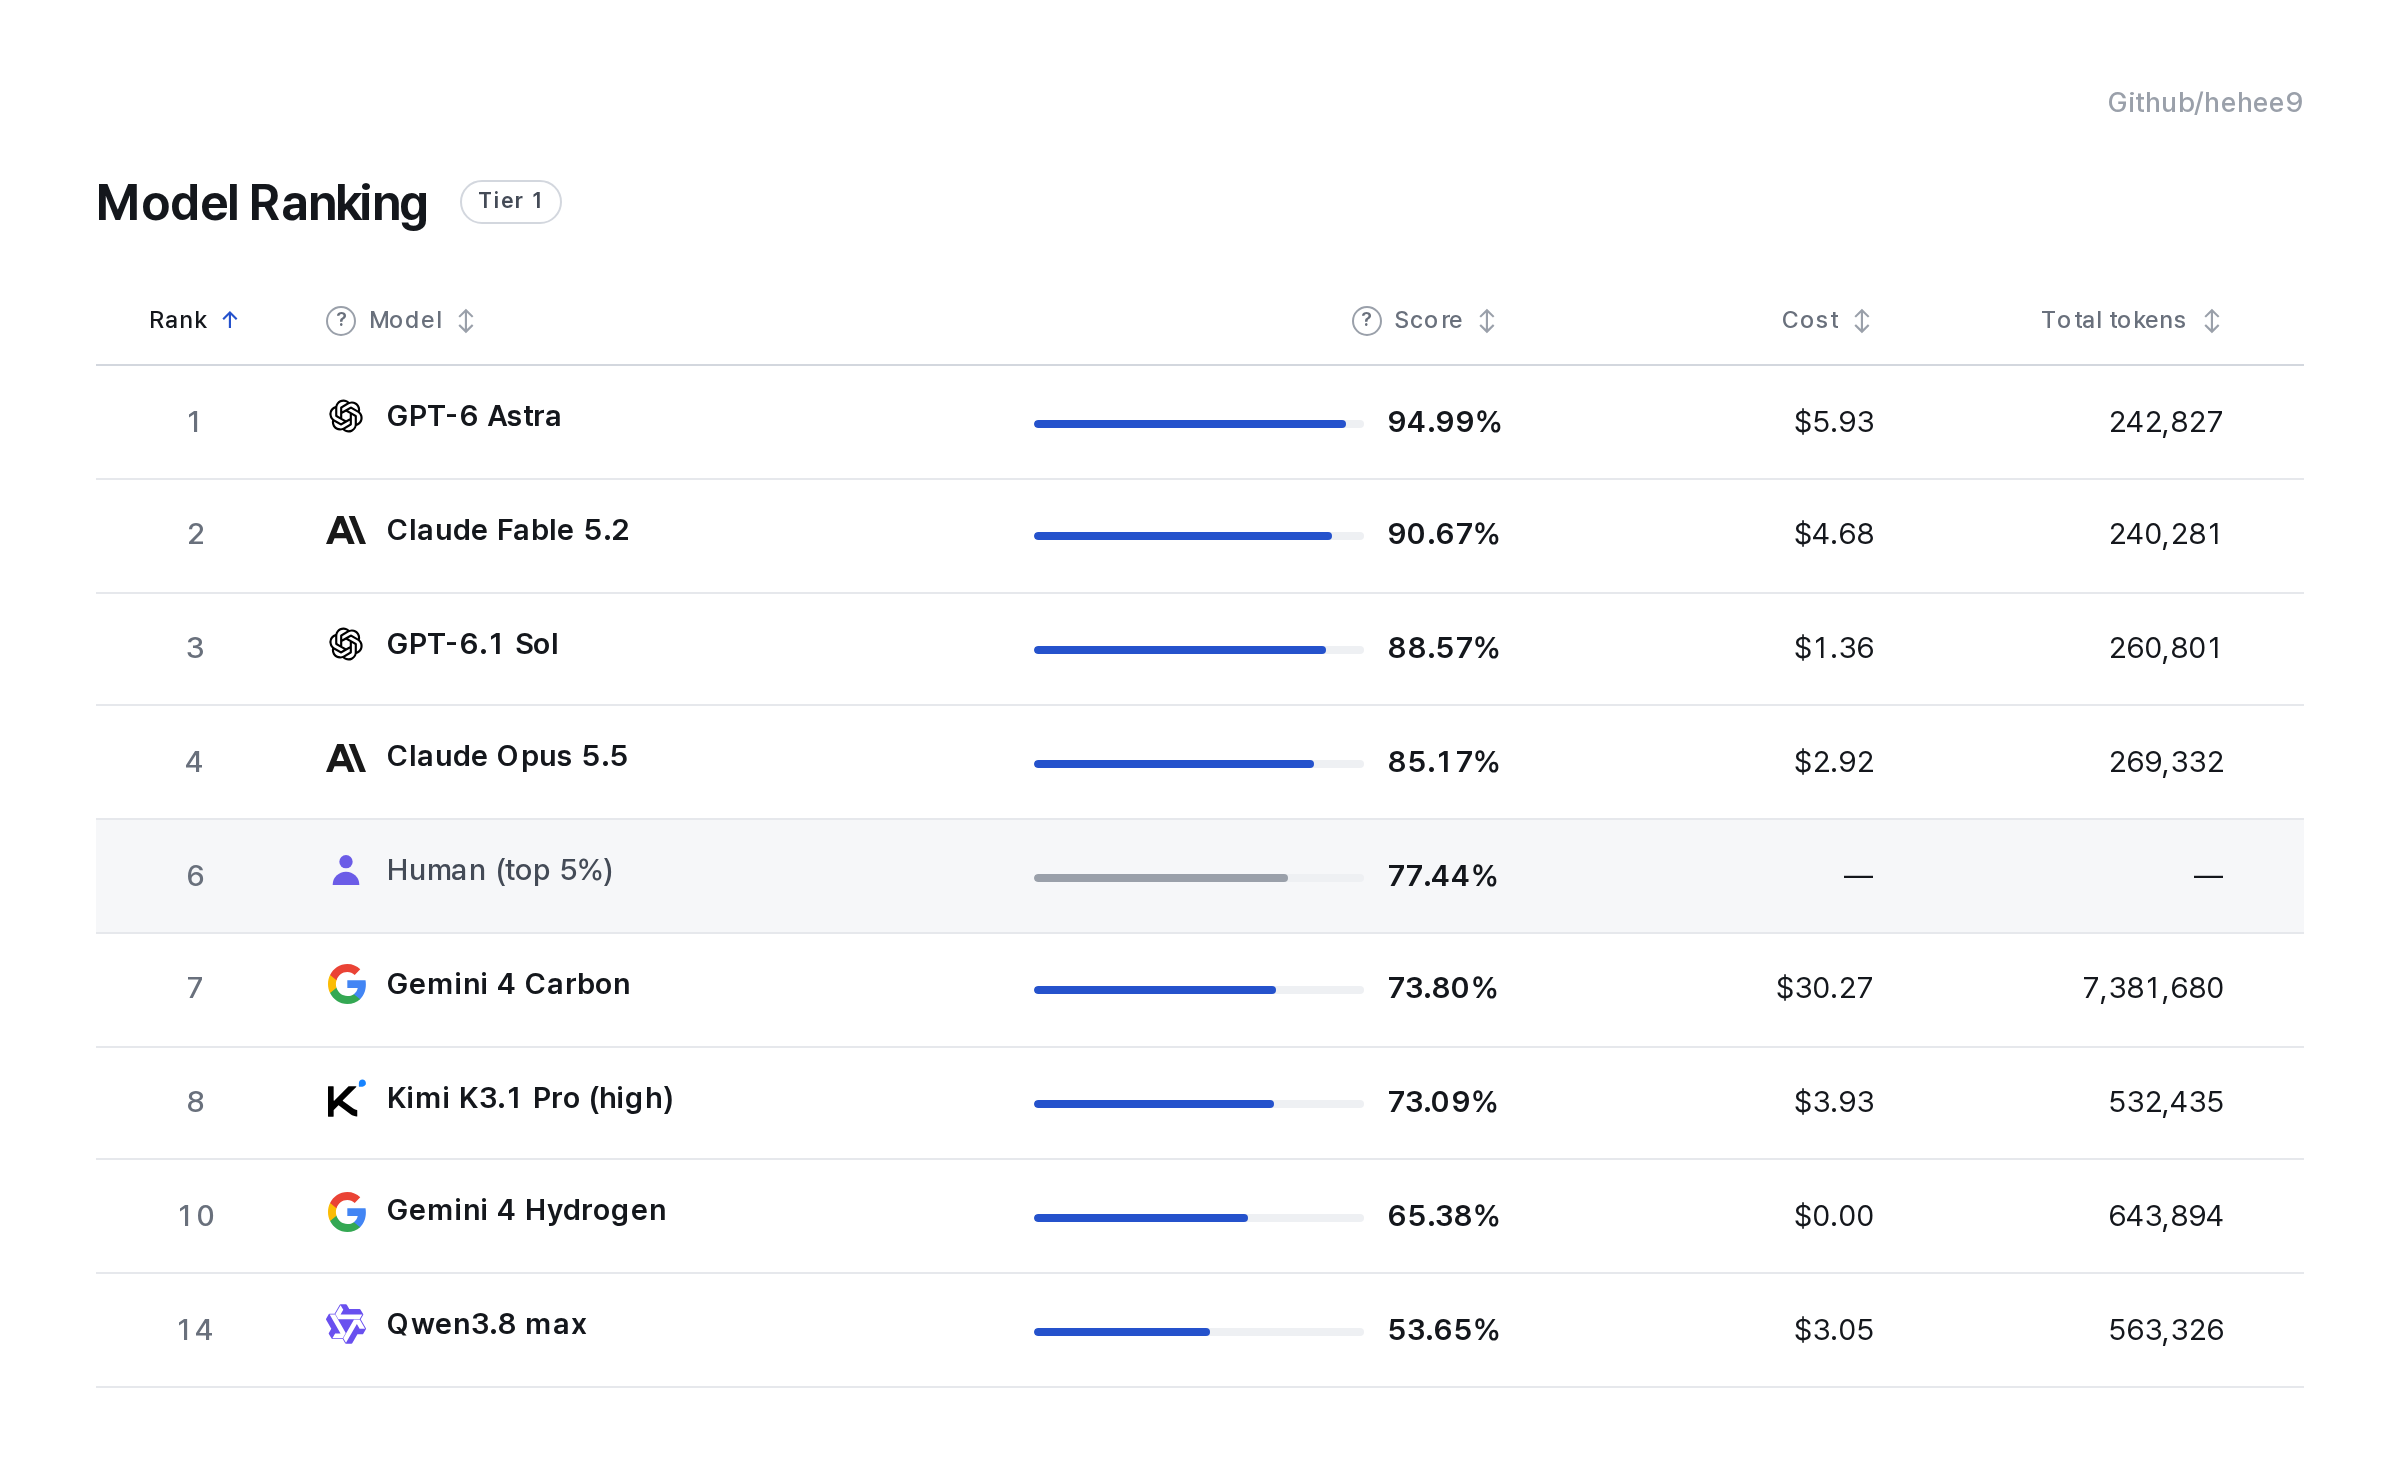 Github/hehee9
Model Ranking Tier 1
Rank ↑ ? Model ↕ ? Score ↕ Cost ↕ Total tokens ↕
1 GPT-6 Astra 94.99% $5.93 242,827
2 Claude Fable 5.2 90.67% $4.68 240,281
3 GPT-6.1 Sol 88.57% $1.36 260,801
4 Claude Opus 5.5 85.17% $2.92 269,332
6 Human (top 5%) 77.44% — —
7 Gemini 4 Carbon 73.80% $30.27 7,381,680
8 Kimi K3.1 Pro (high) 73.09% $3.93 532,435
10 Gemini 4 Hydrogen 65.38% $0.00 643,894
14 Qwen3.8 max 53.65% $3.05 563,326